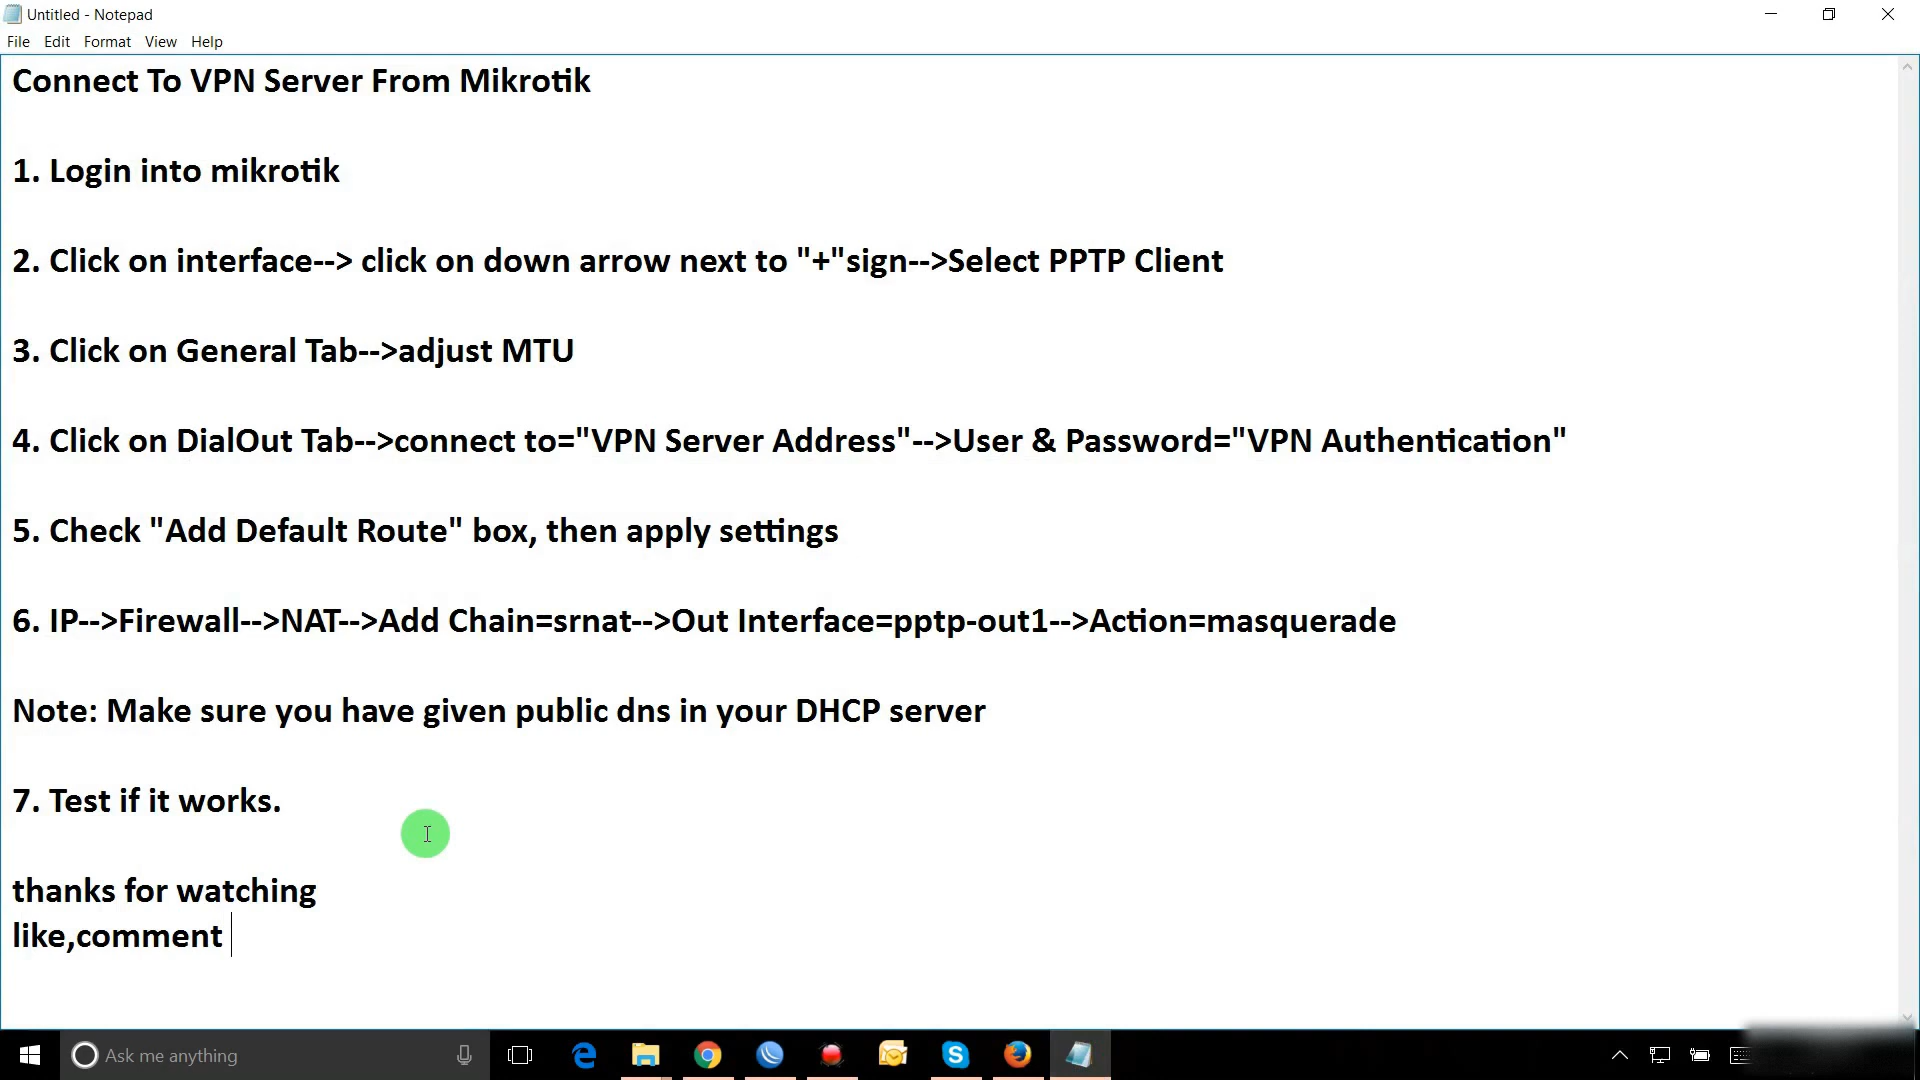 Untitled - Notepad
File Edit Format View Help
Connect To VPN Server From Mikrotik
1. Login into mikrotik
2. Click on interface--> click on down arrow next to "+"sign-->Select PPTP Client
3. Click on General Tab-->adjust MTU
4. Click on DialOut Tab-->connect to="VPN Server Address"-->User & Password="VPN Authentication"
5. Check "Add Default Route" box, then apply settings
6. IP-->Firewall-->NAT-->Add Chain=srnat-->Out Interface=pptp-out1-->Action=masquerade
Note: Make sure you have given public dns in your DHCP server
7. Test if it works.
thanks for watching
like,comment
Ask me anything